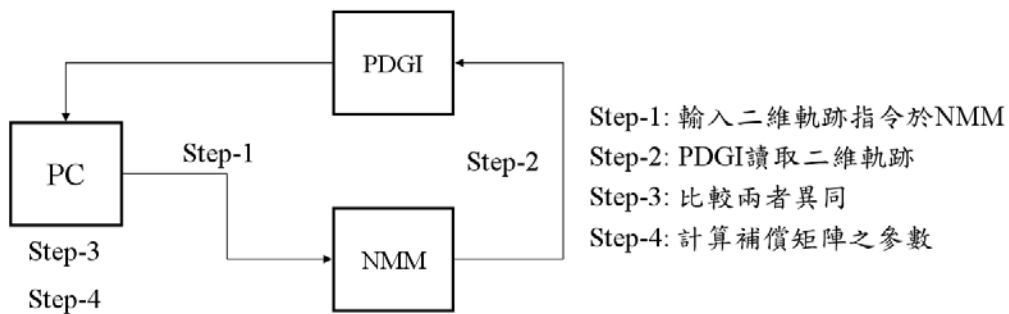 PDGI
PC
Step-1
Step-2
NMM
Step-3
Step-4
Step-1: 輸入二維軌跡指令於NMM
Step-2: PDGI讀取二維軌跡
Step-3: 比較兩者異同
Step-4: 計算補償矩陣之參數